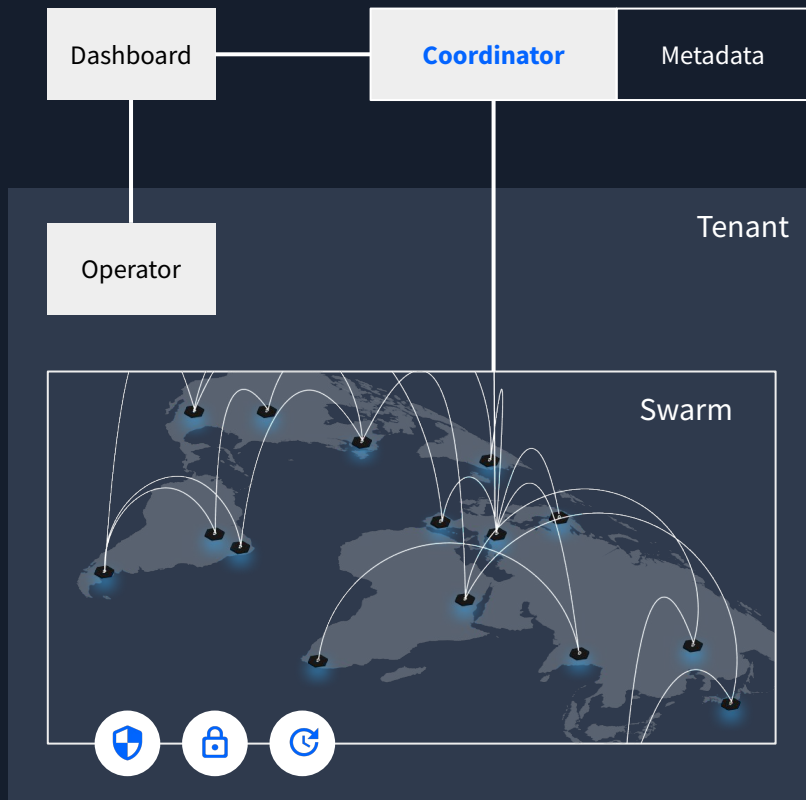 Dashboard
Coordinator
Metadata
Tenant
Operator
Swarm